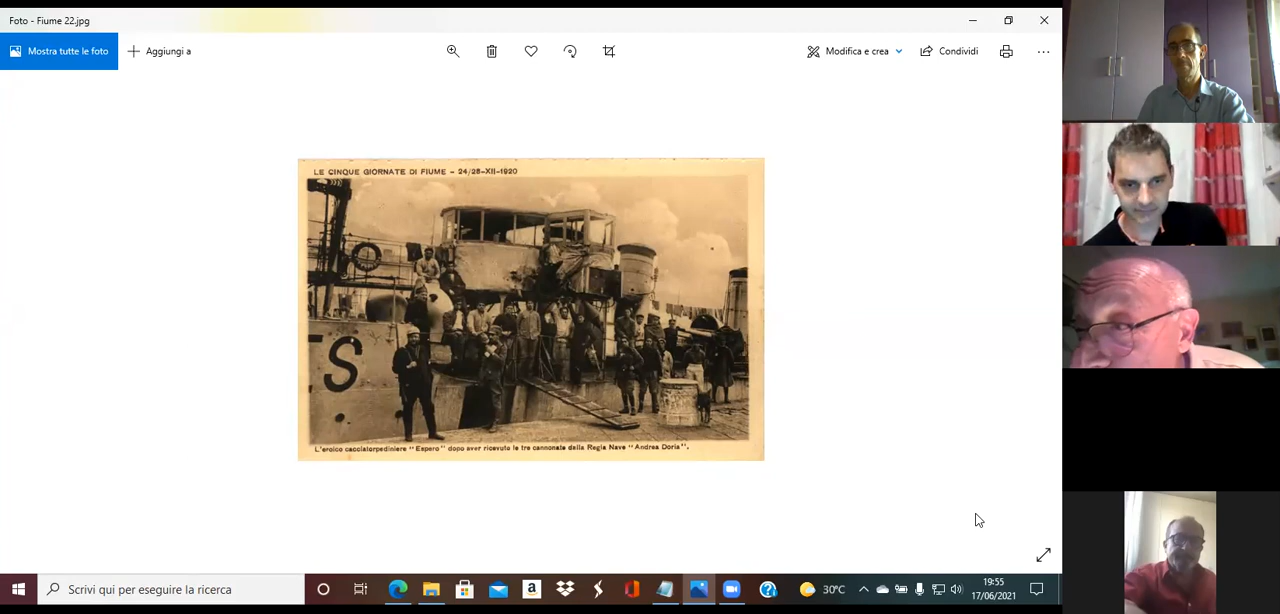 Foto - Fiume 22.jpg
Mostra tutte le foto
Aggiungi a
Modifica e crea
Condividi
LE CINQUE GIORNATE DI FIUME - 24/28-XII-1920
ES
L'eroico cacciatorpediniere "Espero" dopo aver ricevuto le tre cannonate della Regia Nave "Andrea Doria".
Scrivi qui per eseguire la ricerca
a
30°C
19:55
17/06/2021